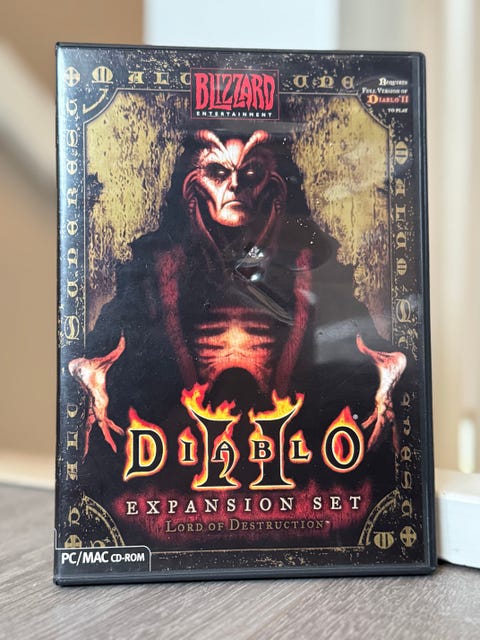 BLIZZARD
ENTERTAINMENT
REQUIRES
FULL VERSION OF
DIABLO II
TO PLAY
DIABLO II
EXPANSION SET
LORD OF DESTRUCTION
PC/MAC CD-ROM